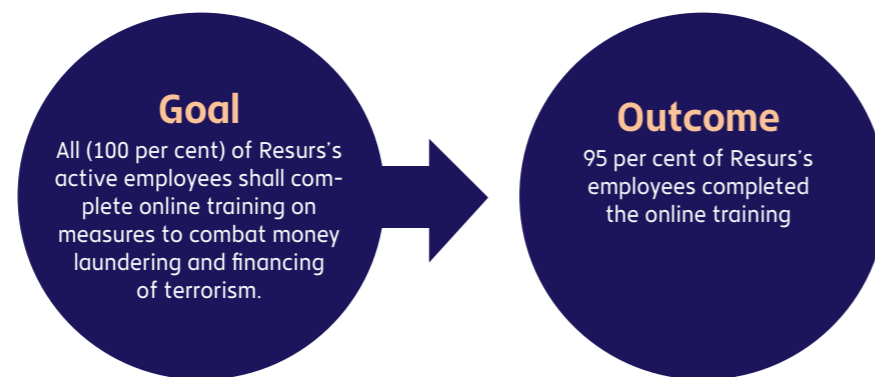 Goal
All (100 per cent) of Resurs's
active employees shall com-
plete online training on
measures to combat money
laundering and financing
of terrorism.
Outcome
95 per cent of Resurs's
employees completed
the online training